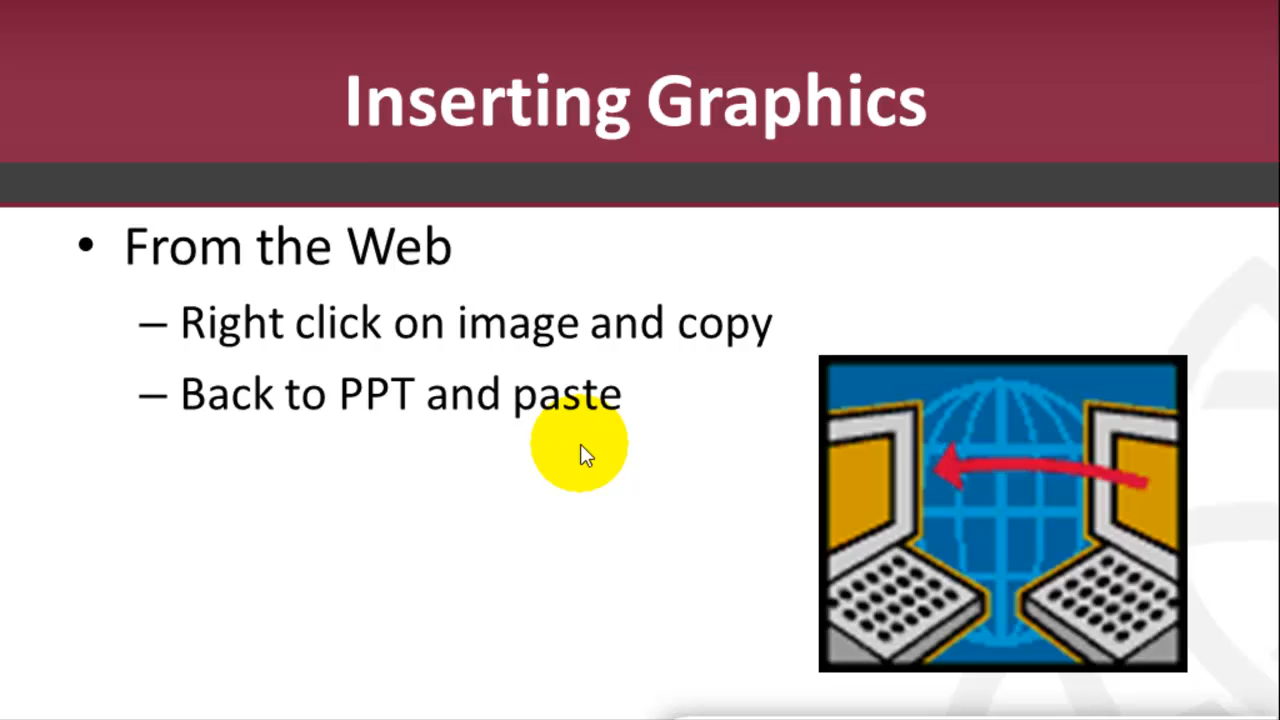 Inserting Graphics
• From the Web
– Right click on image and copy
– Back to PPT and paste